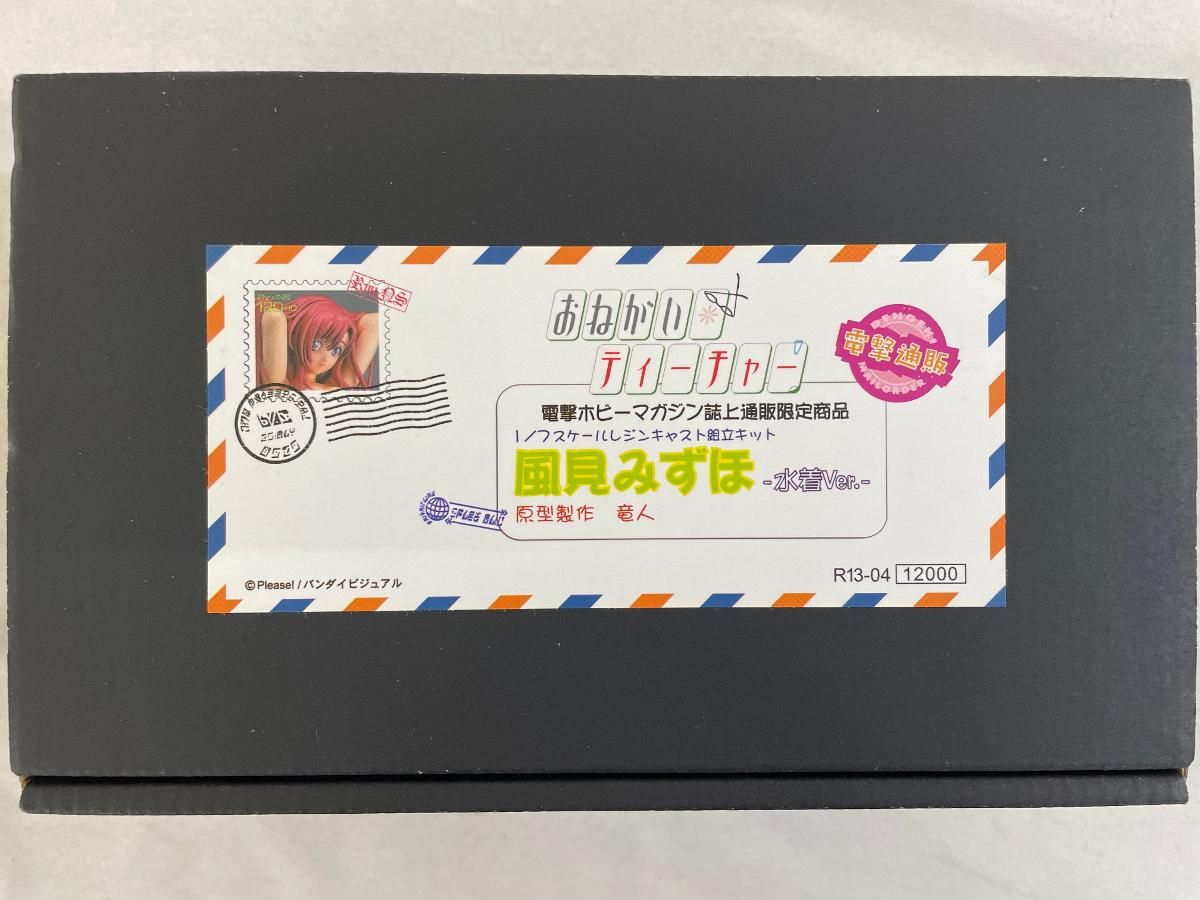 RyuNS
120
おねがい*
ティーチャー
DENGEKI
電撃通販
MAILORDER
電撃ホビーマガジン誌上通販限定商品
1/7スケールレジンキャスト組立キット
風見みずほ -水着Ver.-
原型製作 竜人
©Please!/バンダイビジュアル
R13-04 12000